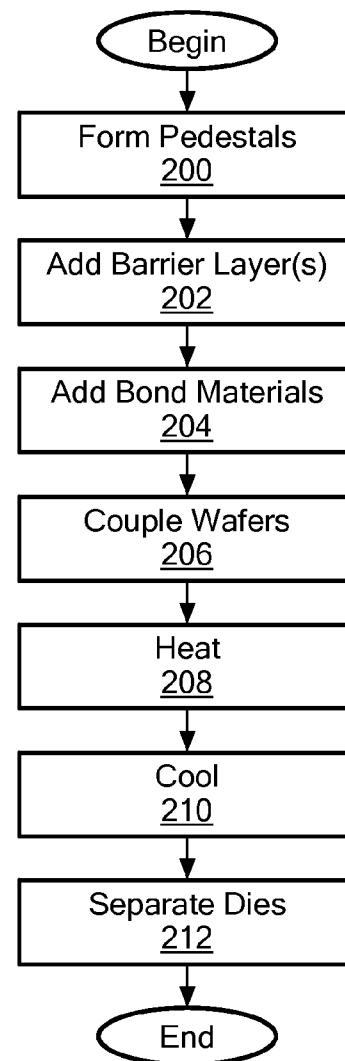 Begin
Form Pedestals
200
Add Barrier Layer(s)
202
Add Bond Materials
204
Couple Wafers
206
Heat
208
Cool
210
Separate Dies
212
End